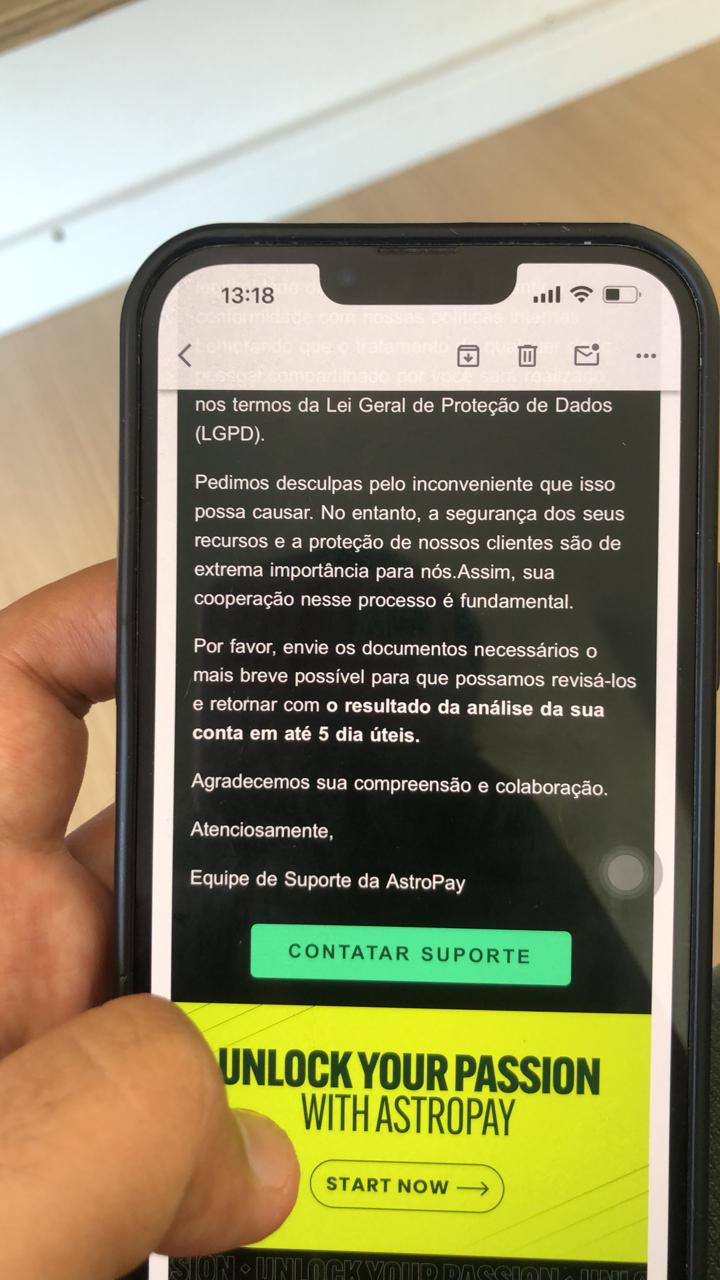 13:18
conformidade com nossas políticas internas.
Lembrando que o tratamento
pessoal compartilhado por você será realizado
nos termos da Lei Geral de Proteção de Dados
(LGPD).
Pedimos desculpas pelo inconveniente que isso
possa causar. No entanto, a segurança dos seus
recursos e a proteção de nossos clientes são de
extrema importância para nós.Assim, sua
cooperação nesse processo é fundamental.
Por favor, envie os documentos necessários o
mais breve possível para que possamos revisá-los
e retornar com o resultado da análise da sua
conta em até 5 dia úteis.
Agradecemos sua compreensão e colaboração.
Atenciosamente,
Equipe de Suporte da AstroPay
CONTATAR SUPORTE
UNLOCK YOUR PASSION
WITH ASTROPAY
START NOW
SION UNLOCK YOUR PASSION UNL